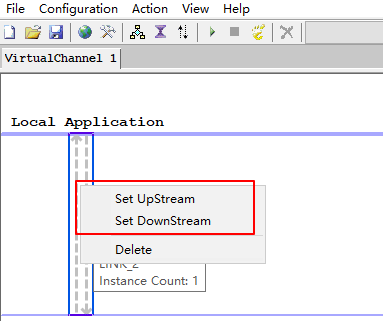 File Configuration Action View Help
VirtualChannel 1
Local Application
Set UpStream
Set DownStream
Delete
LINK_2
Instance Count: 1